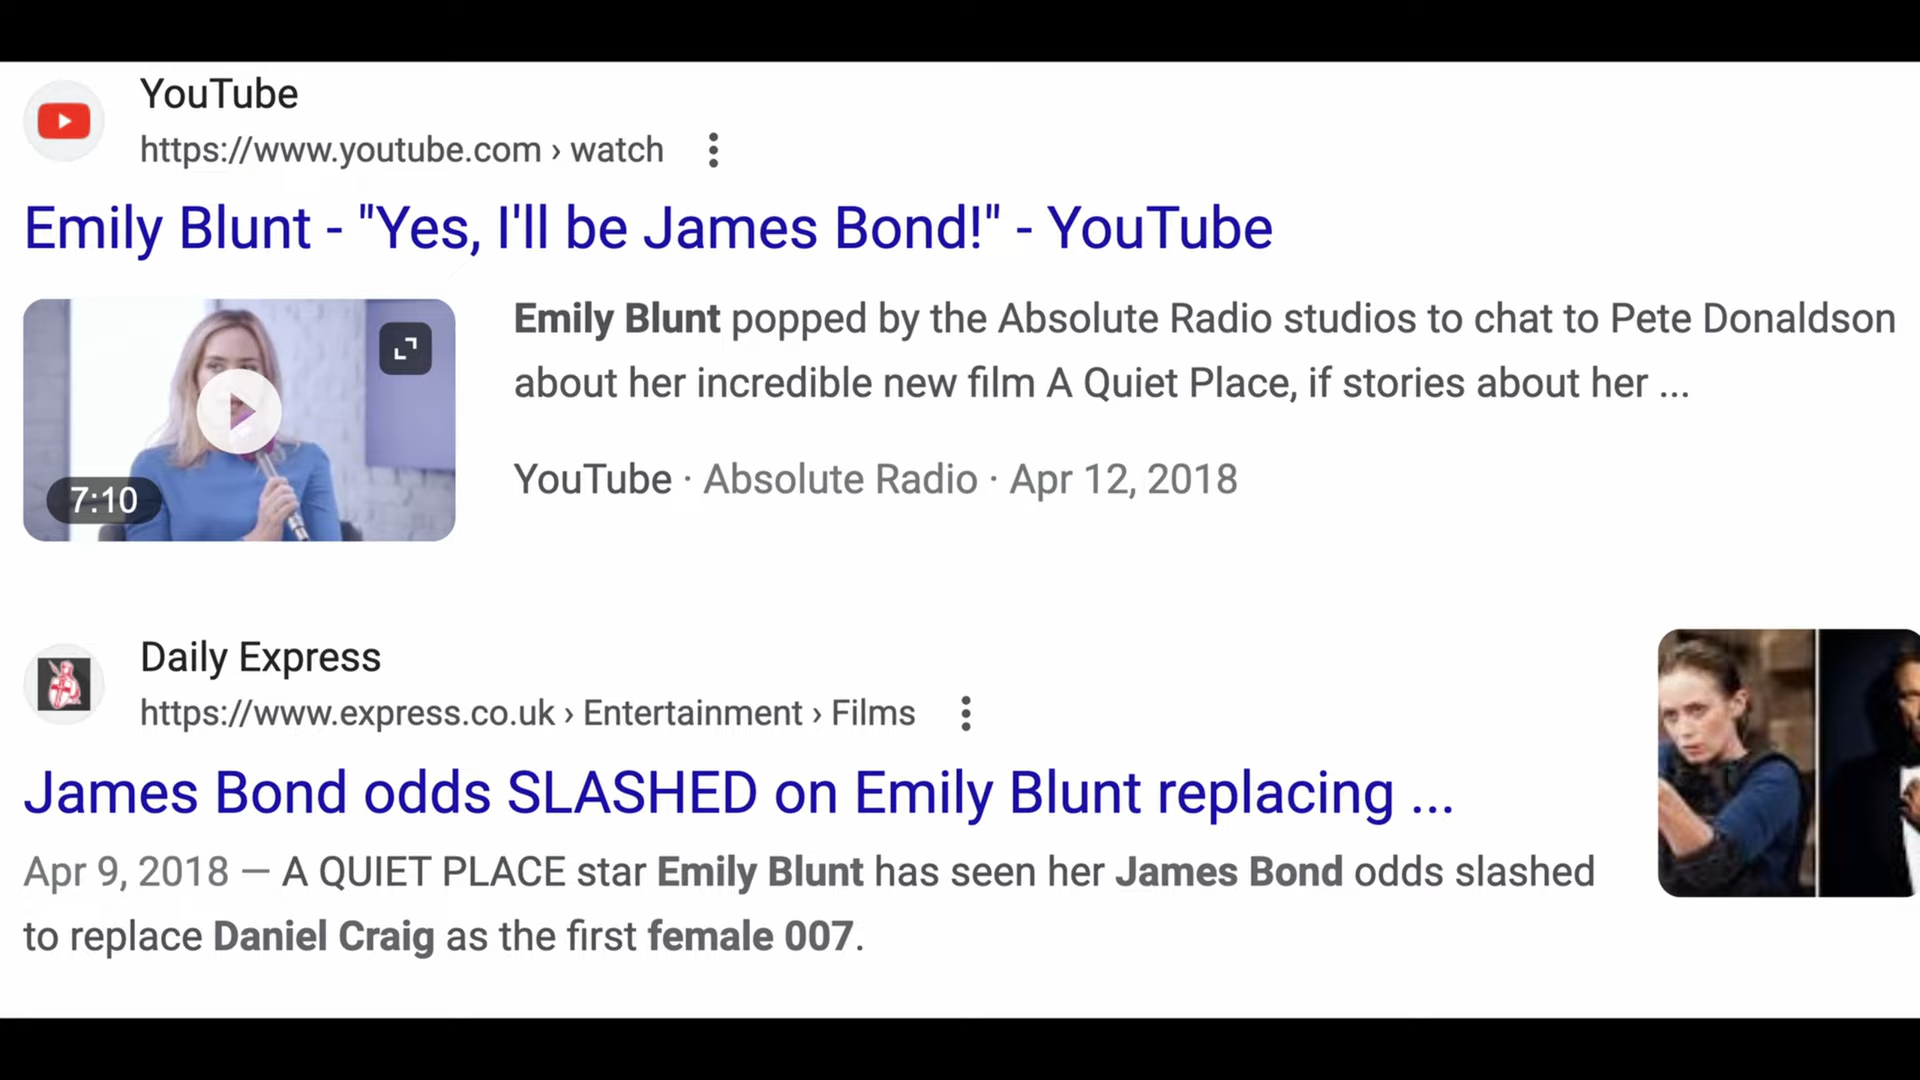 YouTube
https://www.youtube.com › watch
Emily Blunt - "Yes, I'll be James Bond!" - YouTube
Emily Blunt popped by the Absolute Radio studios to chat to Pete Donaldson
about her incredible new film A Quiet Place, if stories about her ...
7:10
YouTube · Absolute Radio · Apr 12, 2018
Daily Express
https://www.express.co.uk › Entertainment › Films
James Bond odds SLASHED on Emily Blunt replacing ...
Apr 9, 2018 — A QUIET PLACE star Emily Blunt has seen her James Bond odds slashed
to replace Daniel Craig as the first female 007.